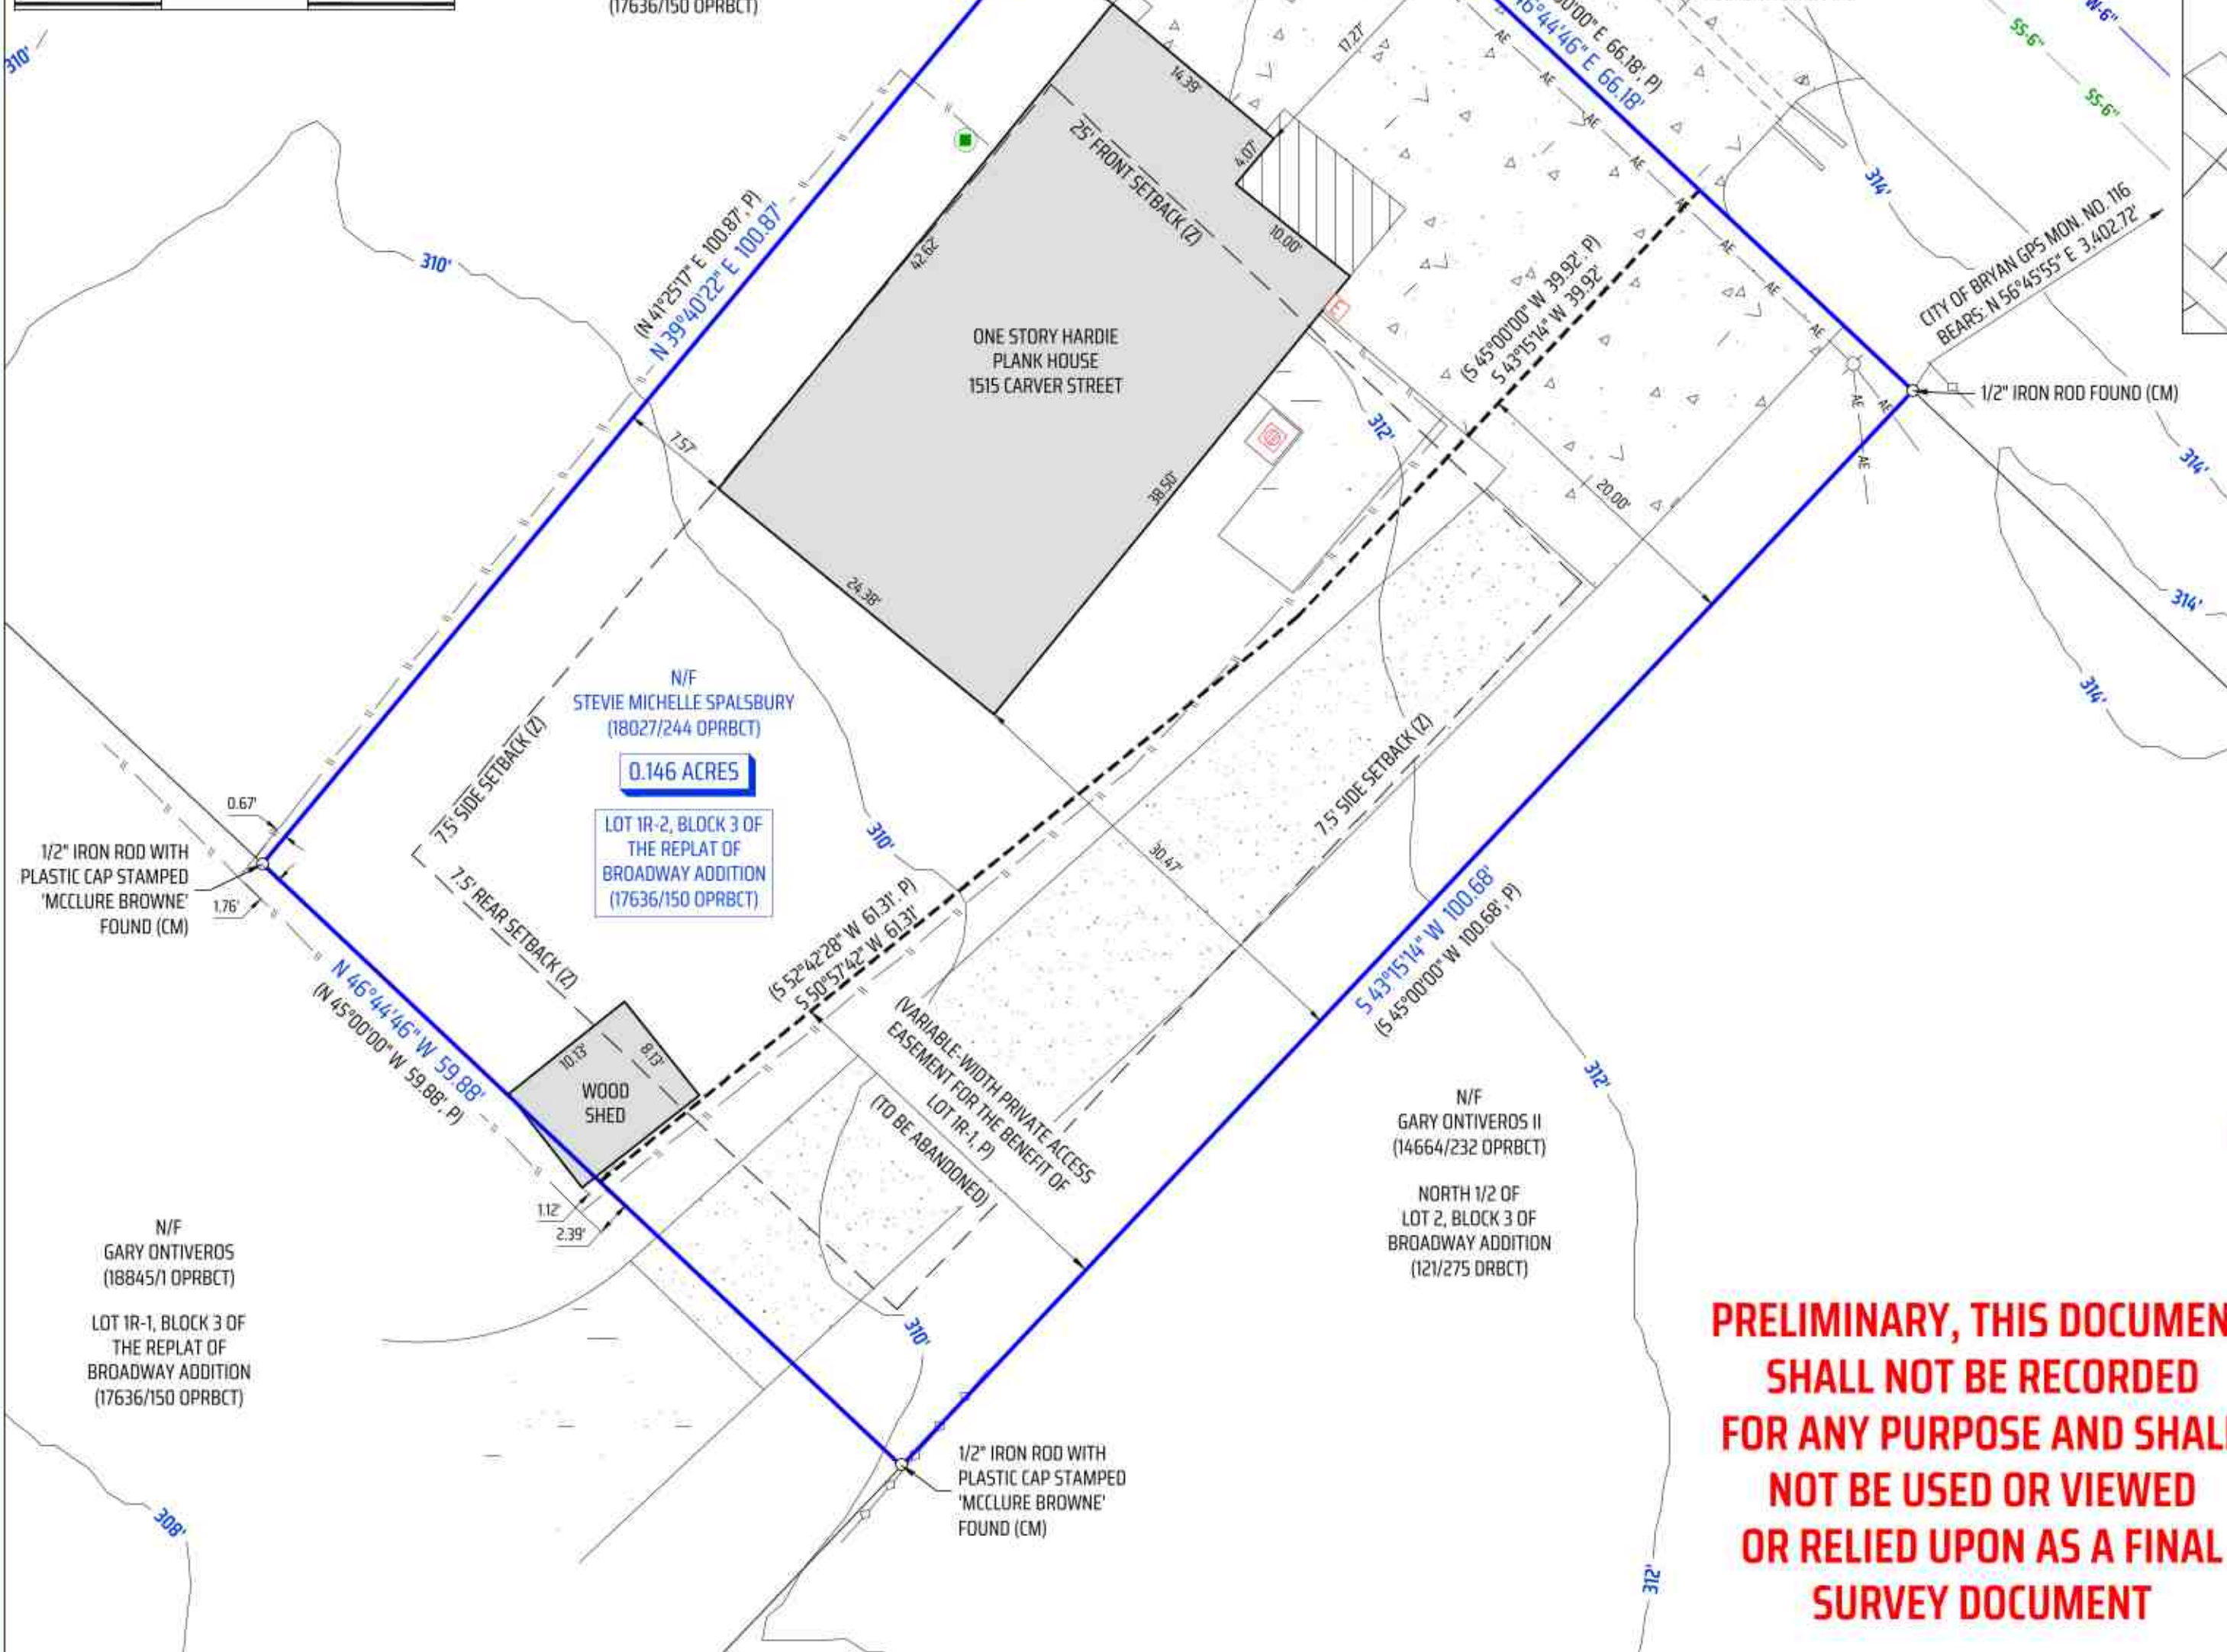 (17636/150 OPRBCT)
310'
14.39'
17.27'
00'00" E 66.18', P)
46°44'46" E 66.18'
AE
AE
AE
AE
AE
AE
AE
AE
AE
AE
AE
W-6"
SS-6"
SS-6"
314'
25' FRONT SETBACK (Z)
4.07'
10.00'
42.62'
310'
(N 41°25'17" E 100.87', P)
N 39°40'22" E 100.87'
ONE STORY HARDIE
PLANK HOUSE
1515 CARVER STREET
E
(S 45°00'00" W 39.92', P)
S 43°15'14" W 39.92'
CITY OF BRYAN GPS MON. NO. 116
BEARS: N 56°45'55" E 3,402.72'
1/2" IRON ROD FOUND (CM)
312'
314'
7.57'
38.50'
20.00'
24.38'
314'
314'
N/F
STEVIE MICHELLE SPALSBURY
(18027/244 OPRBCT)
0.146 ACRES
LOT 1R-2, BLOCK 3 OF
THE REPLAT OF
BROADWAY ADDITION
(17636/150 OPRBCT)
7.5' SIDE SETBACK (Z)
7.5' SIDE SETBACK (Z)
0.67'
1/2" IRON ROD WITH
PLASTIC CAP STAMPED
'MCCLURE BROWNE'
FOUND (CM)
1.76'
7.5' REAR SETBACK (Z)
310'
30.47'
(S 52°42'28" W 61.31', P)
S 50°57'42" W 61.31'
S 43°15'14" W 100.68'
(S 45°00'00" W 100.68', P)
N 46°44'46" W 59.88'
(N 45°00'00" W 59.88', P)
10.13'
8.13'
WOOD
SHED
(VARIABLE-WIDTH PRIVATE ACCESS
EASEMENT FOR THE BENEFIT OF
LOT 1R-1, P)
(TO BE ABANDONED)
312'
N/F
GARY ONTIVEROS II
(14664/232 OPRBCT)
NORTH 1/2 OF
LOT 2, BLOCK 3 OF
BROADWAY ADDITION
(121/275 DRBCT)
1.12'
2.39'
N/F
GARY ONTIVEROS
(18845/1 OPRBCT)
LOT 1R-1, BLOCK 3 OF
THE REPLAT OF
BROADWAY ADDITION
(17636/150 OPRBCT)
310'
1/2" IRON ROD WITH
PLASTIC CAP STAMPED
'MCCLURE BROWNE'
FOUND (CM)
308'
312'
PRELIMINARY, THIS DOCUMEN
SHALL NOT BE RECORDED
FOR ANY PURPOSE AND SHAL
NOT BE USED OR VIEWED
OR RELIED UPON AS A FINAL
SURVEY DOCUMENT